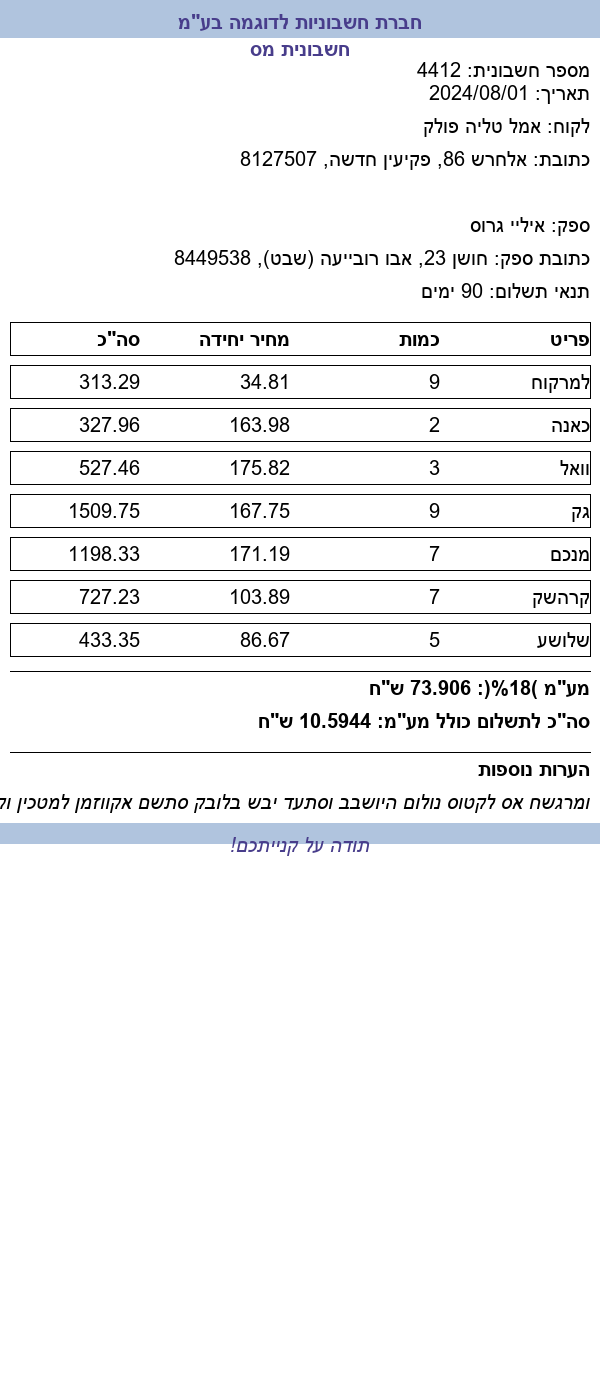 חברת חשבוניות לדוגמה בע"מ
חשבונית מס
מספר חשבונית: 4412
תאריך: 2024/08/01
לקוח: אמל טליה פולק
כתובת: אלחרש 86, פקיעין חדשה, 8127507
ספק: איליי גרוס
כתובת ספק: חושן 23, אבו רובייעה (שבט), 8449538
תנאי תשלום: 90 ימים
פריט כמות מחיר יחידה סה"כ
למרקוח 9 34.81 313.29
כאנה 2 163.98 327.96
וואל 3 175.82 527.46
גק 9 167.75 1509.75
מנכם 7 171.19 1198.33
קרהשק 7 103.89 727.23
שלושע 5 86.67 433.35
מע"מ )18%(: 73.906 ש"ח
סה"כ לתשלום כולל מע"מ: 10.5944 ש"ח
הערות נוספות
ומרגשח אס לקטוס נולום היושבב וסתעד יבש בלובק סתשם אקווזמן למטכין
תודה על קנייתכם!